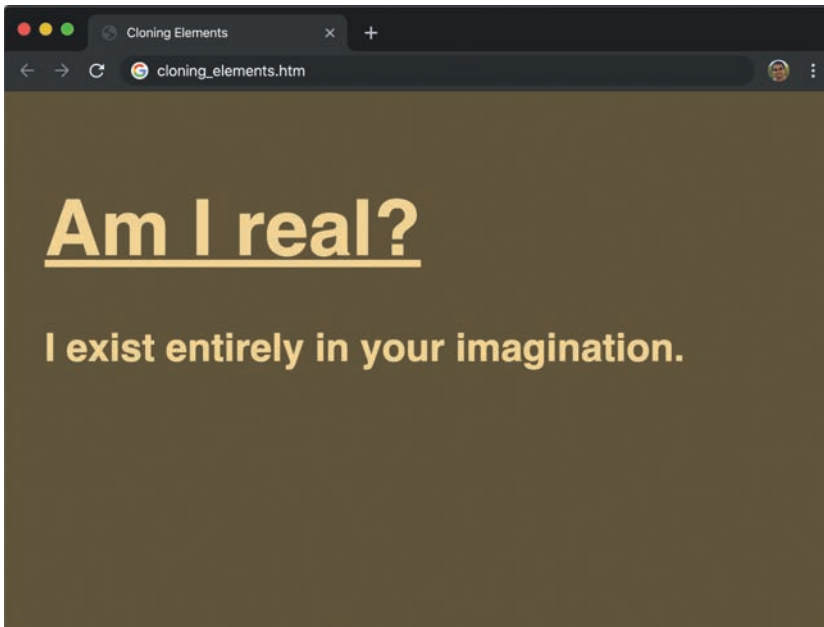 Cloning Elements
cloning_elements.htm
Am I real?
I exist entirely in your imagination.